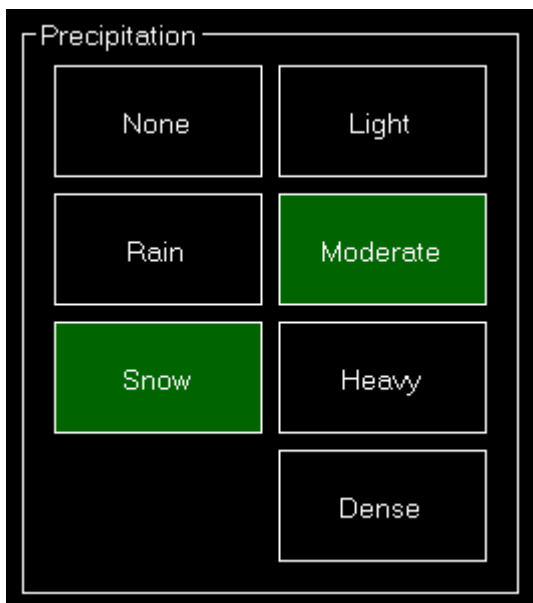 Precipitation
None
Light
Rain
Moderate
Snow
Heavy
Dense